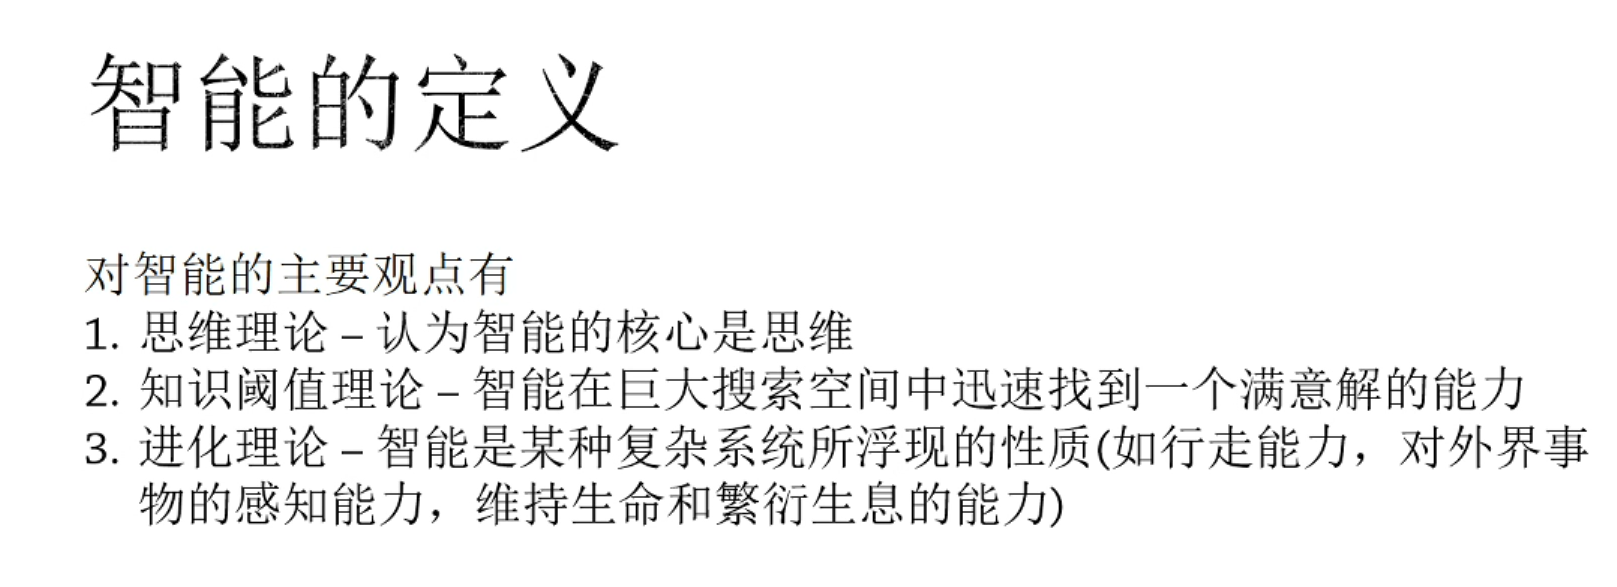 智能的定义
对智能的主要观点有
1. 思维理论 – 认为智能的核心是思维
2. 知识阈值理论 – 智能在巨大搜索空间中迅速找到一个满意解的能力
3. 进化理论 – 智能是某种复杂系统所浮现的性质(如行走能力，对外界事
物的感知能力，维持生命和繁衍生息的能力)